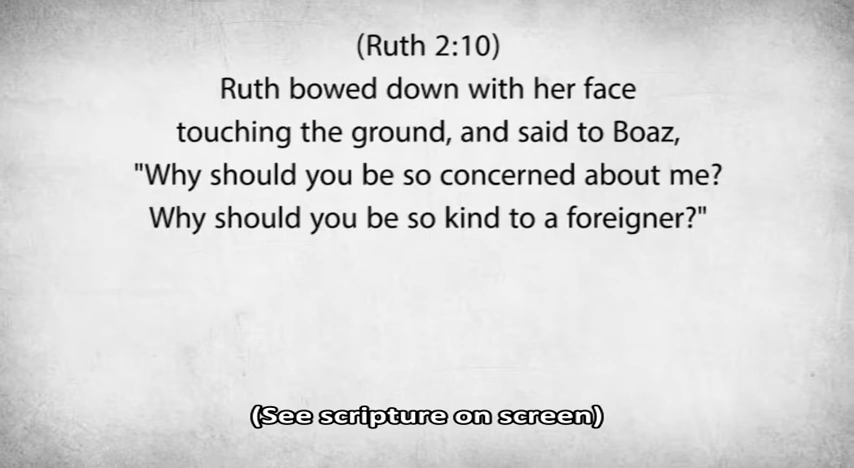 (Ruth 2:10)
Ruth bowed down with her face
touching the ground, and said to Boaz,
"Why should you be so concerned about me?
Why should you be so kind to a foreigner?"
(See scripture on screen)